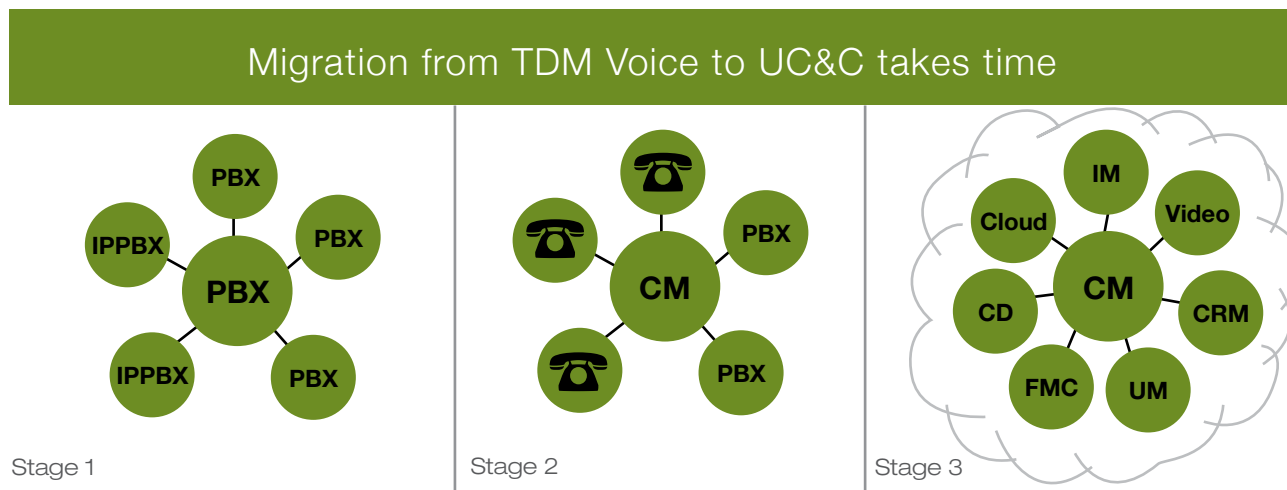 Migration from TDM Voice to UC&C takes time
PBX
IPPBX
PBX
PBX
IPPBX
PBX
Stage 1
PBX
CM
PBX
Stage 2
IM
Cloud
Video
CM
CD
CRM
FMC
UM
Stage 3